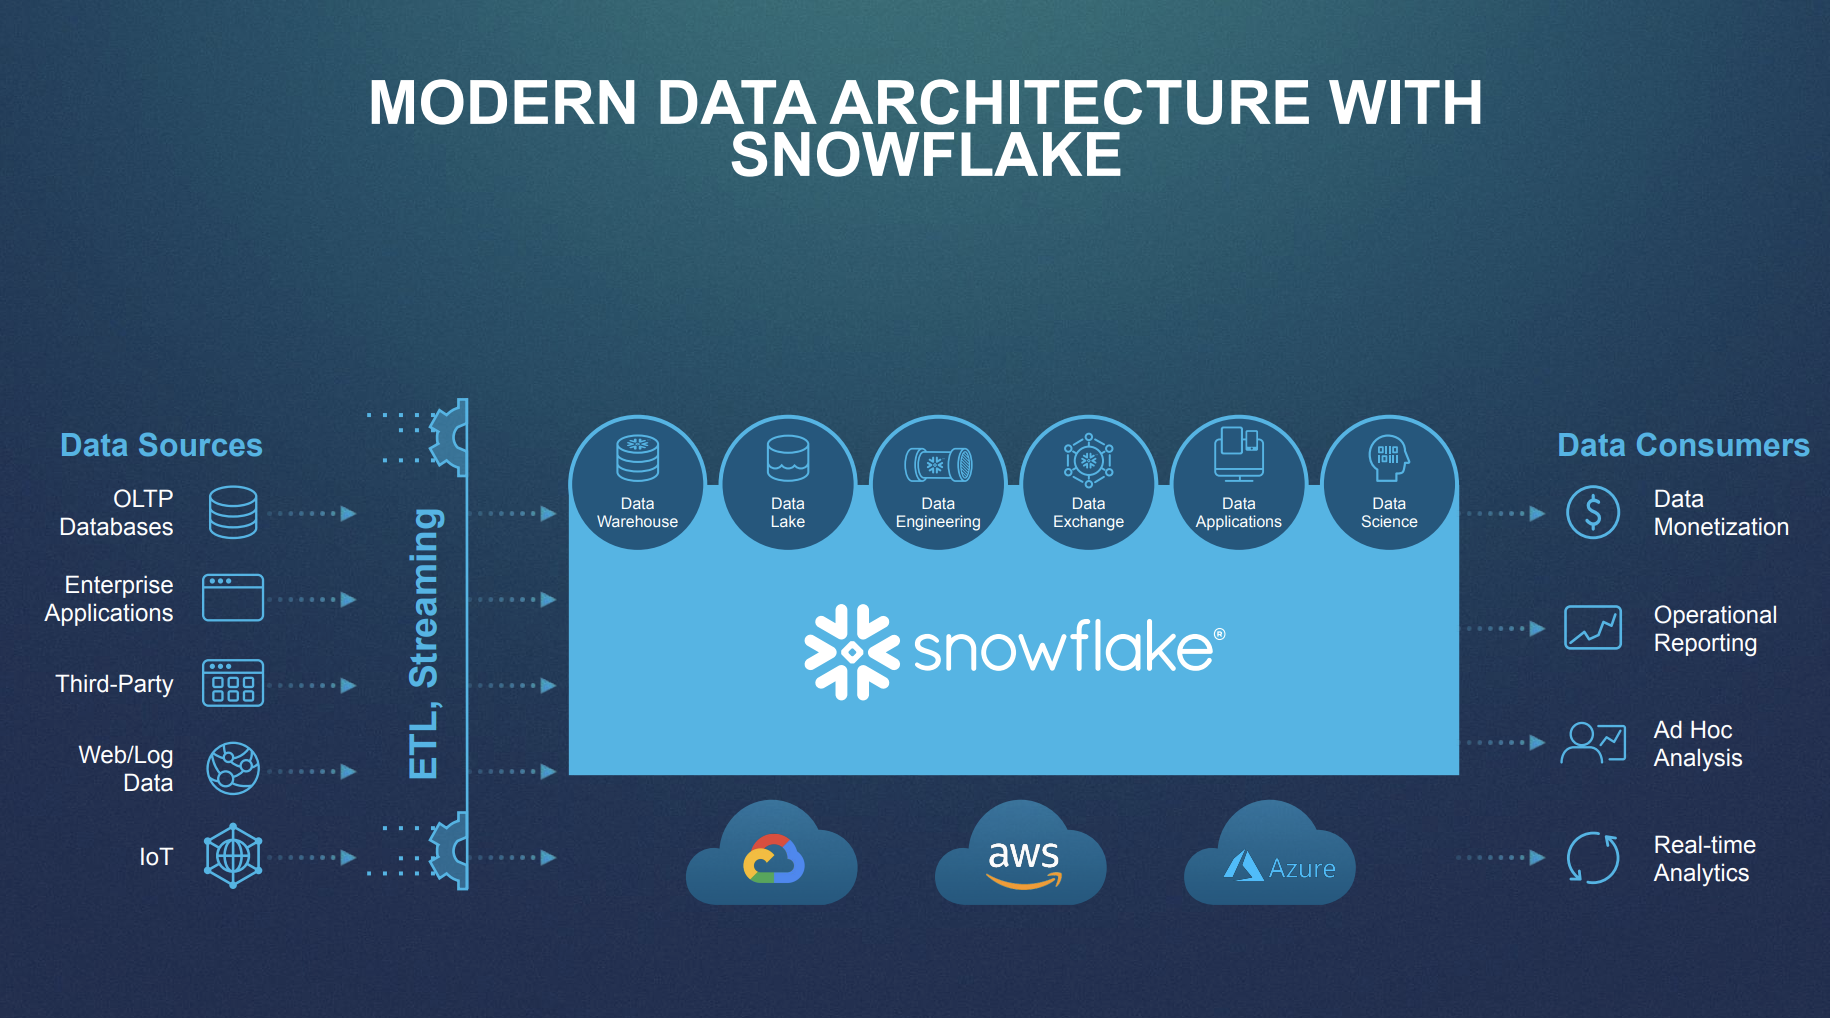 MODERN DATA ARCHITECTURE WITH
SNOWFLAKE
Data Sources
OLTP
Databases
Enterprise
Applications
Third-Party
Web/Log
Data
IoT
ETL, Streaming
Data
Warehouse
Data
Lake
Data
Engineering
Data
Exchange
Data
Applications
Data
Science
snowflake®
aws
Azure
Data Consumers
Data
Monetization
Operational
Reporting
Ad Hoc
Analysis
Real-time
Analytics